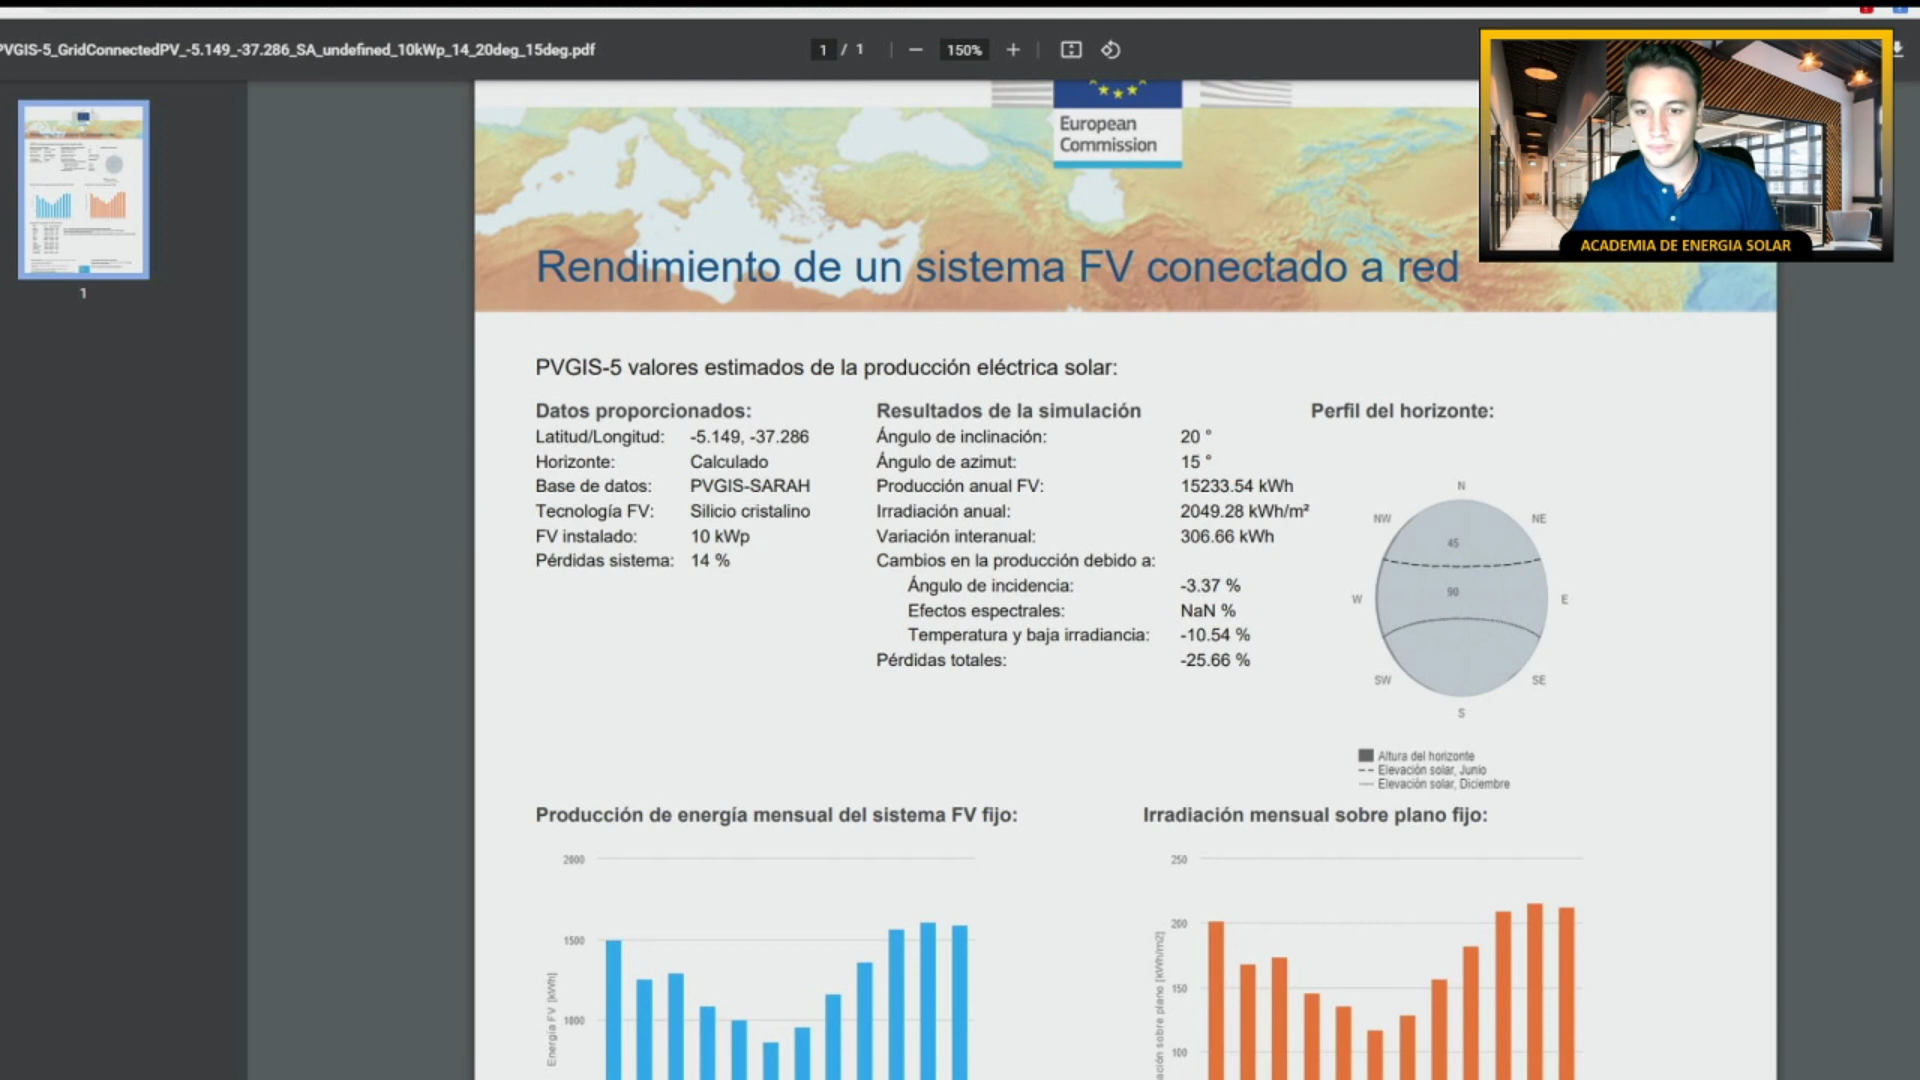 PVGIS-5_GridConnectedPV_-5.149_-37.286_SA_undefined_10kWp_14_20deg_15deg.pdf
1 / 1
150%
ACADEMIA DE ENERGIA SOLAR
1
European
Commission
Rendimiento de un sistema FV conectado a red
PVGIS-5 valores estimados de la producción eléctrica solar:
Datos proporcionados:
Latitud/Longitud: -5.149, -37.286
Horizonte: Calculado
Base de datos: PVGIS-SARAH
Tecnología FV: Silicio cristalino
FV instalado: 10 kWp
Pérdidas sistema: 14 %
Resultados de la simulación
Ángulo de inclinación: 20 °
Ángulo de azimut: 15 °
Producción anual FV: 15233.54 kWh
Irradiación anual: 2049.28 kWh/m²
Variación interanual: 306.66 kWh
Cambios en la producción debido a:
Ángulo de incidencia: -3.37 %
Efectos espectrales: NaN %
Temperatura y baja irradiancia: -10.54 %
Pérdidas totales: -25.66 %
Perfil del horizonte:
N
NW NE
45
90
W E
SW SE
S
Altura del horizonte
Elevación solar, Junio
Elevación solar, Diciembre
Producción de energía mensual del sistema FV fijo:
2000
1500
1000
Energía FV [kWh]
Irradiación mensual sobre plano fijo:
250
200
150
100
sobre plano [kWh/m2]